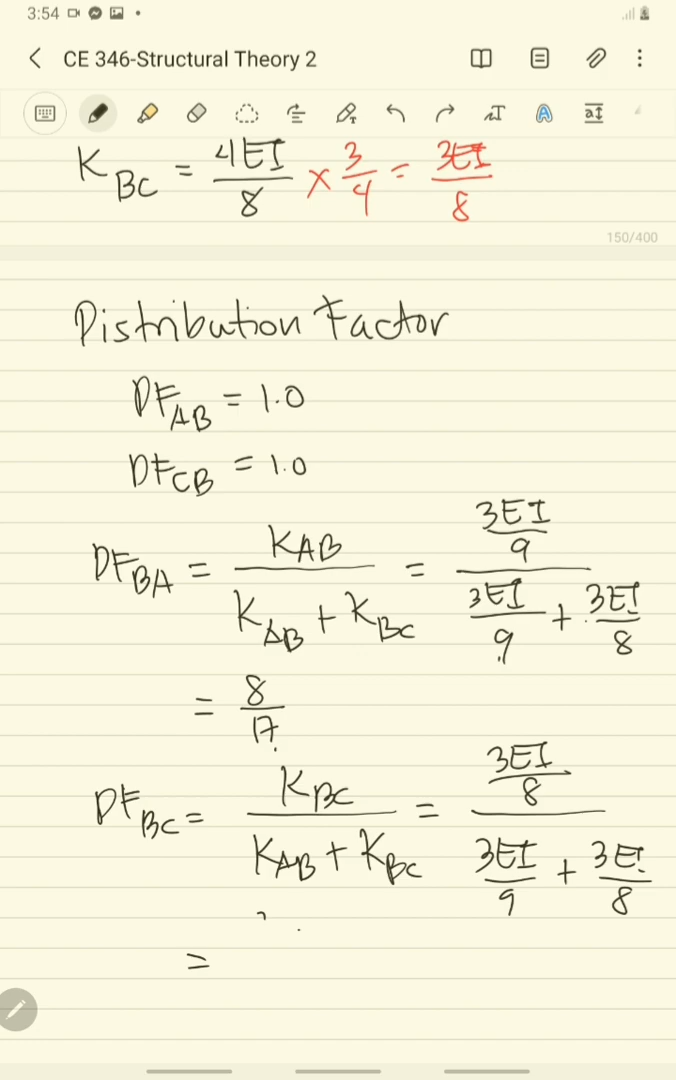 3:54
CE 346-Structural Theory 2
K_BC = 4EI/8 × 3/4 = 3EI/8
150/400
Distribution Factor
DF_AB = 1.0
DF_CB = 1.0
DF_BA = K_AB / (K_AB + K_BC) = (3EI/9) / (3EI/9 + 3EI/8)
= 8/17
DF_BC = K_BC / (K_AB + K_BC) = (3EI/8) / (3EI/9 + 3EI/8)
=